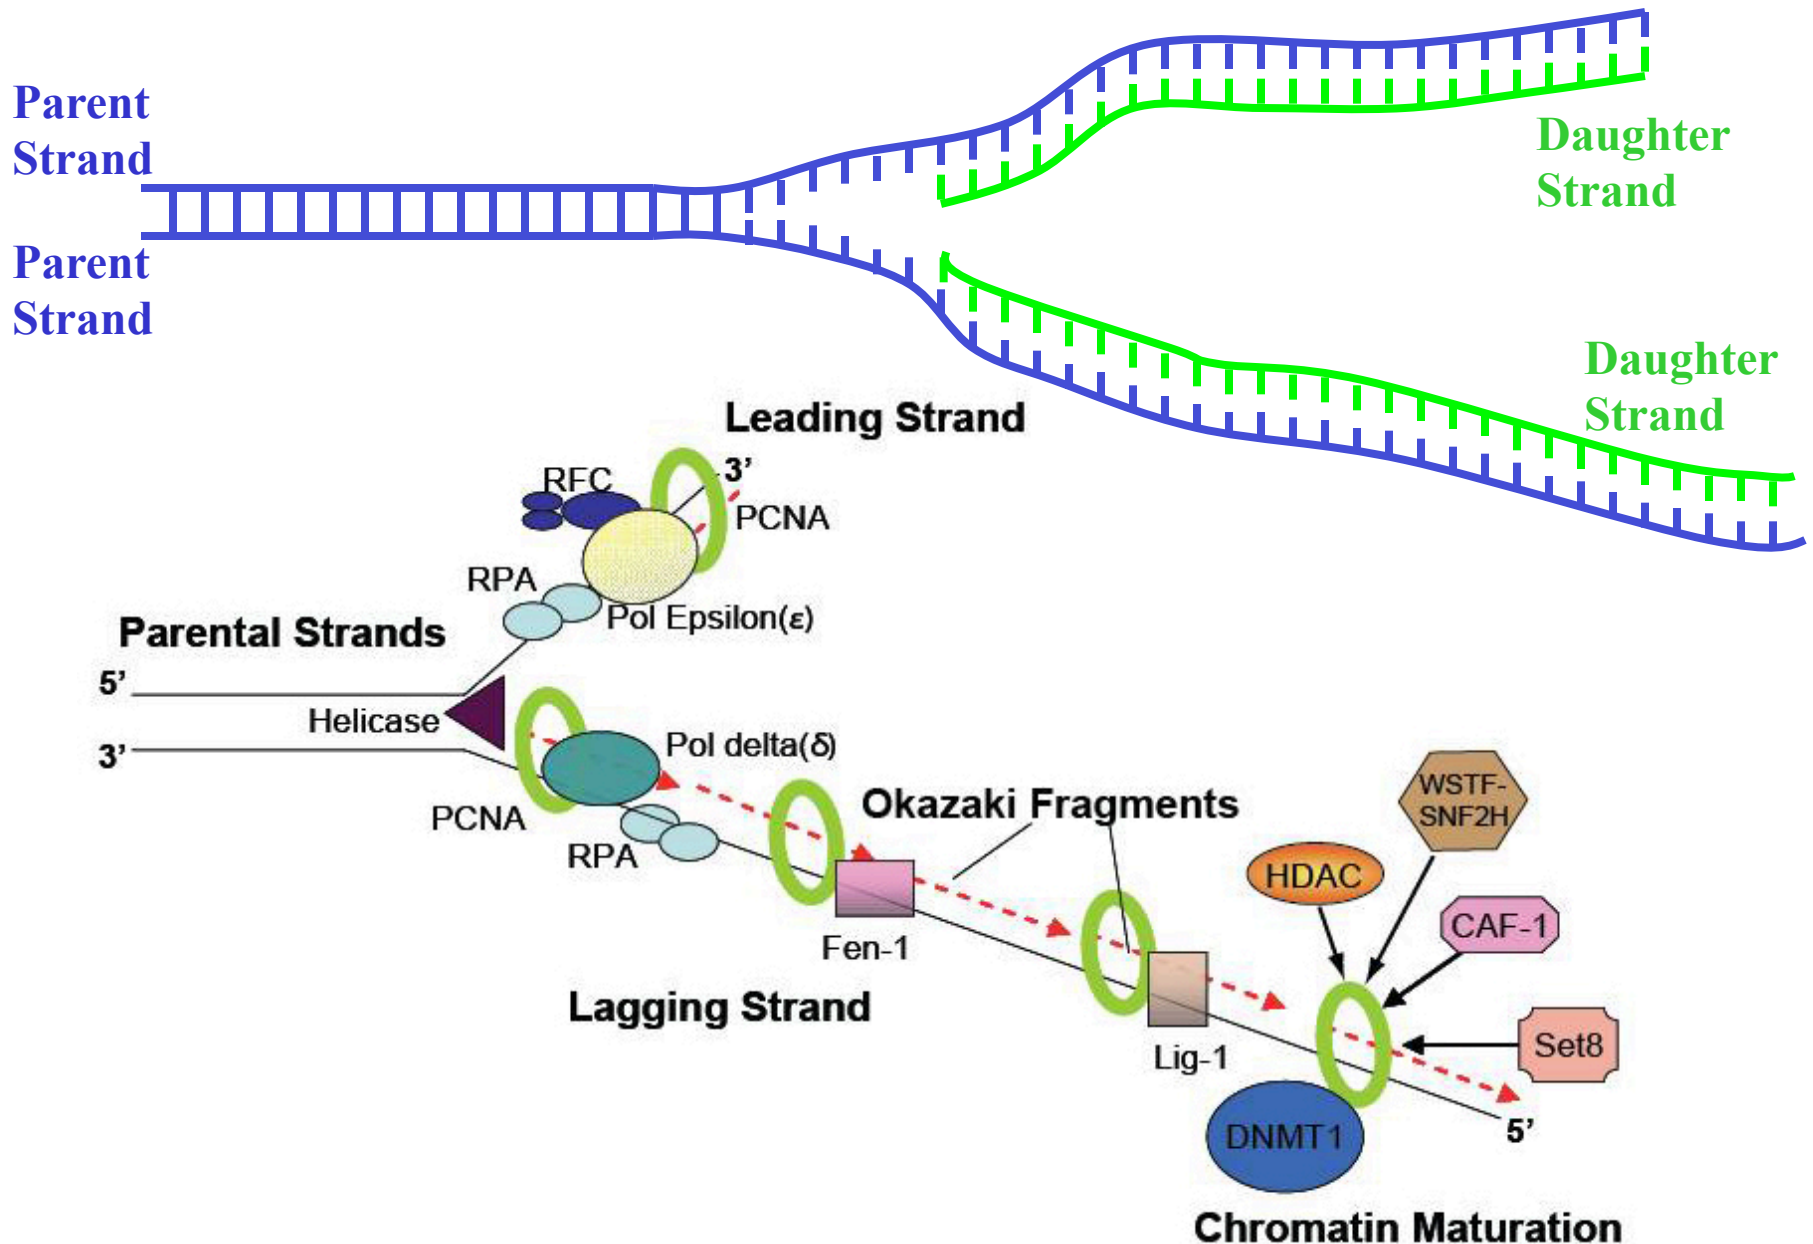 Parent
Strand
Parent
Strand
Daughter
Strand
Daughter
Strand
Leading Strand
3’
RFC
PCNA
RPA
Pol Epsilon(ε)
Parental Strands
5’
Helicase
3’
Pol delta(δ)
PCNA
RPA
Okazaki Fragments
Fen-1
Lagging Strand
Lig-1
WSTF-
SNF2H
HDAC
CAF-1
Set8
DNMT1
5’
Chromatin Maturation